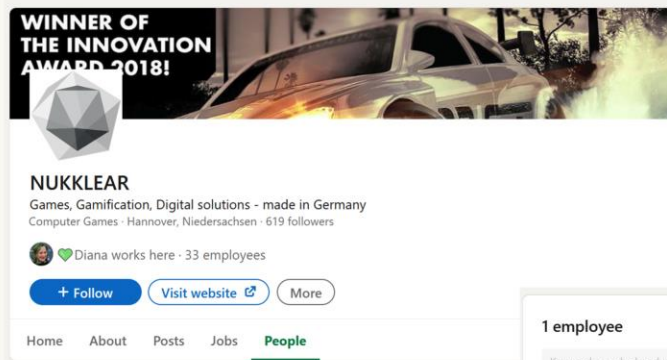 WINNER OF
THE INNOVATION
AWARD 2018!
NUKKLEAR
Games, Gamification, Digital solutions - made in Germany
Computer Games · Hannover, Niedersachsen · 619 followers
💚Diana works here · 33 employees
+ Follow
Visit website
More
Home About Posts Jobs People
1 employee